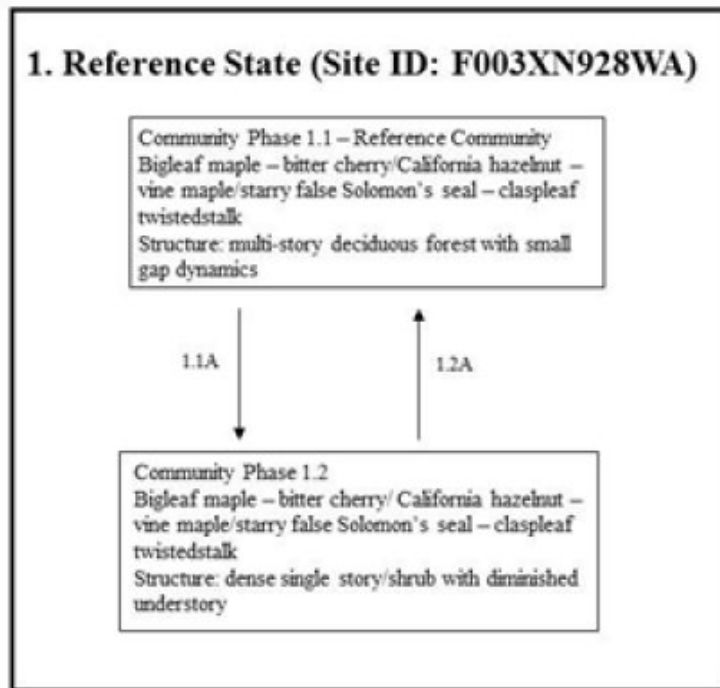 1. Reference State (Site ID: F003XN928WA)
Community Phase 1.1 – Reference Community
Bigleaf maple – bitter cherry/California hazelnut –
vine maple/starry false Solomon's seal – claspleaf
twistedstalk
Structure: multi-story deciduous forest with small
gap dynamics
1.1A
1.2A
Community Phase 1.2
Bigleaf maple – bitter cherry/ California hazelnut –
vine maple/starry false Solomon's seal – claspleaf
twistedstalk
Structure: dense single story/shrub with diminished
understory